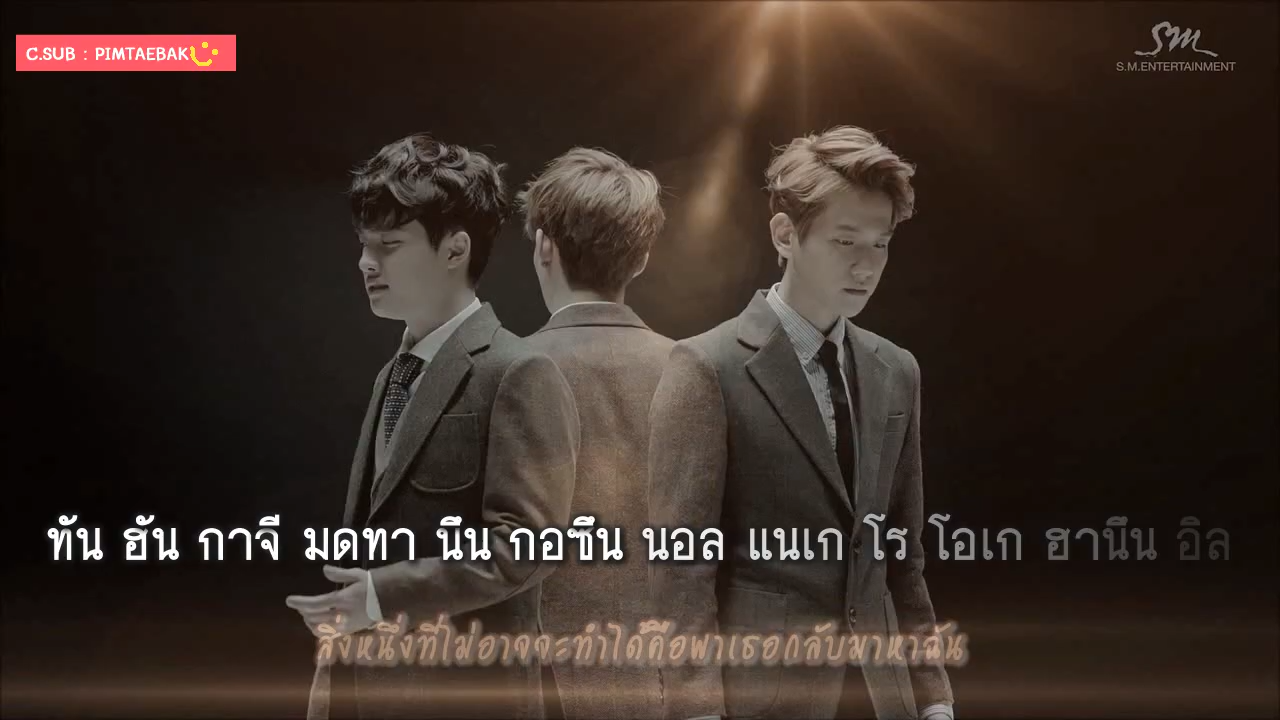 C.SUB : PIMTAEBAK
SM
S.M.ENTERTAINMENT
ทัน ฮัน กาจี มดทา นึน กอซึน นอล แนเก โร โอเก ฮานึน อิล
สิ่งหนึ่งที่ไม่อาจจะทำได้คือพาเธอกลับมาหาฉัน